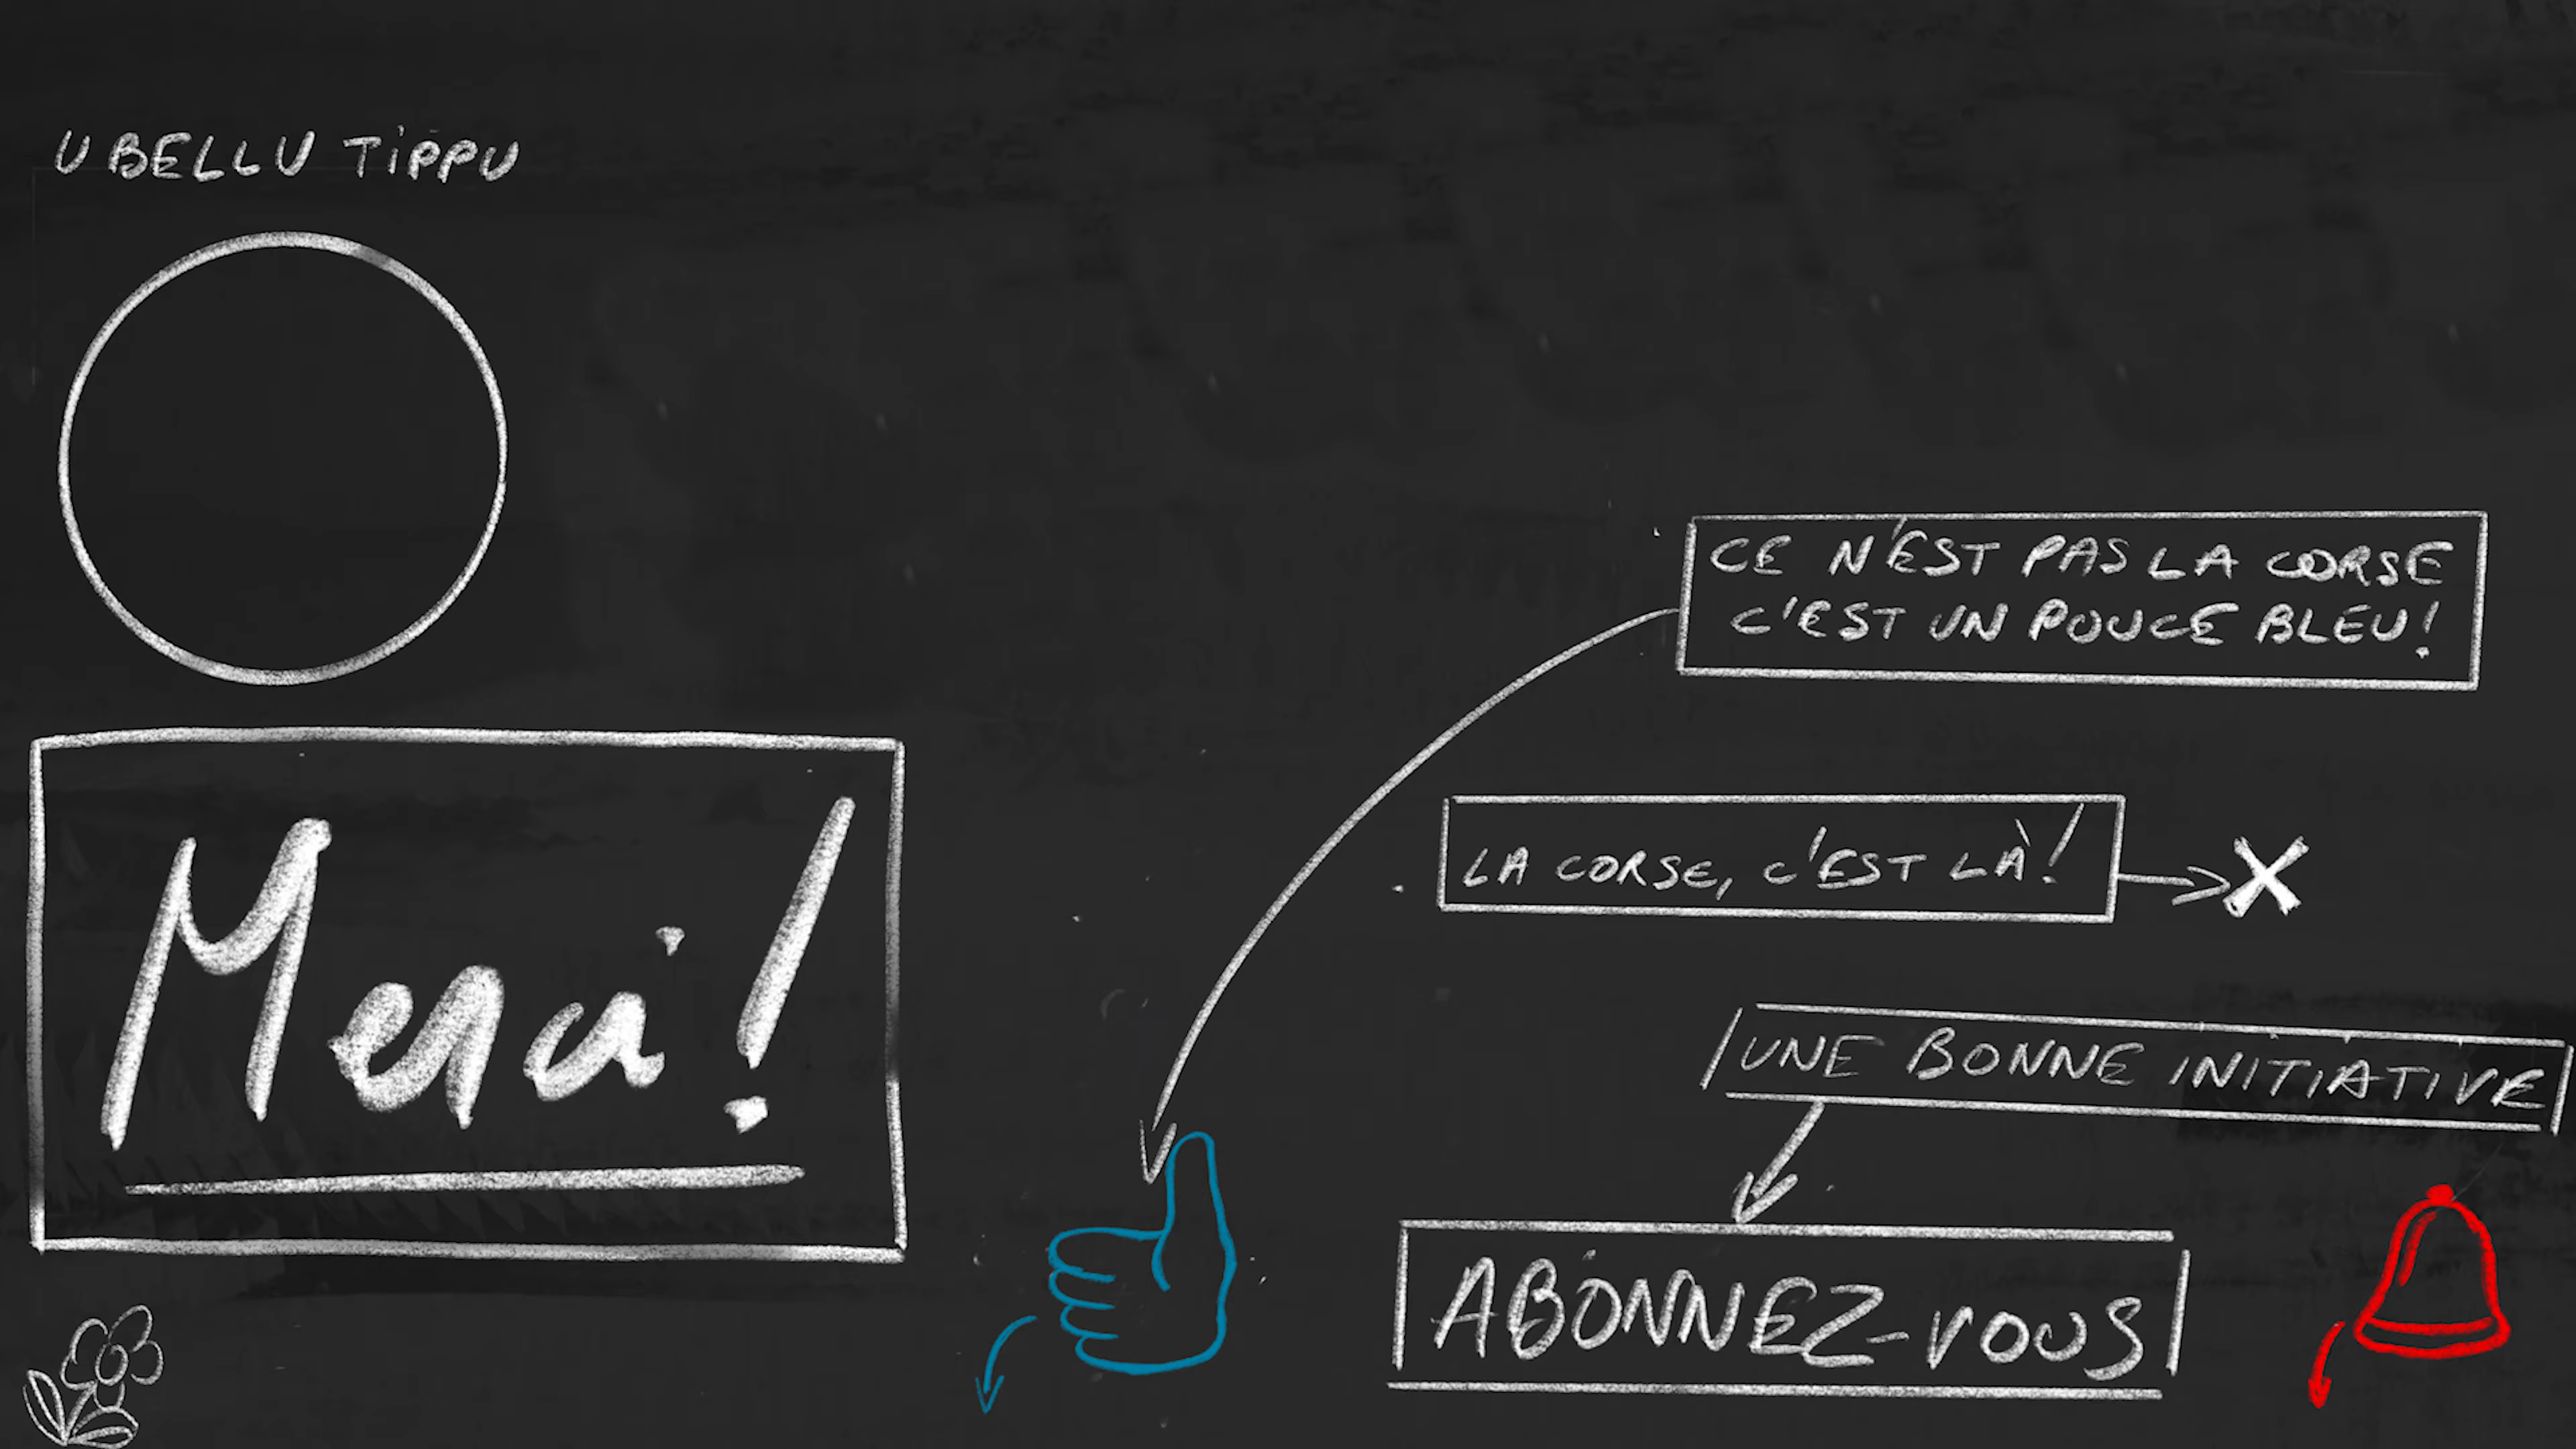 U BELLU TIPPU
CE N'EST PAS LA CORSE
C'EST UN POUCE BLEU!
LA CORSE, C'EST LÀ!
Merci!
UNE BONNE INITIATIVE
ABONNEZ-VOUS